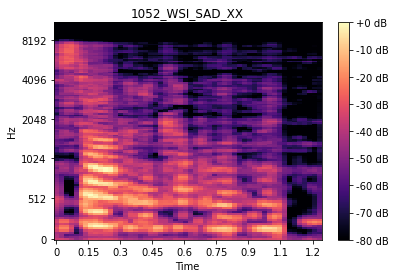 1052_WSI_SAD_XX
8192
4096
2048
1024
512
0
Hz
0 0.15 0.3 0.45 0.6 0.75 0.9 1.1 1.2
Time
+0 dB
-10 dB
-20 dB
-30 dB
-40 dB
-50 dB
-60 dB
-70 dB
-80 dB